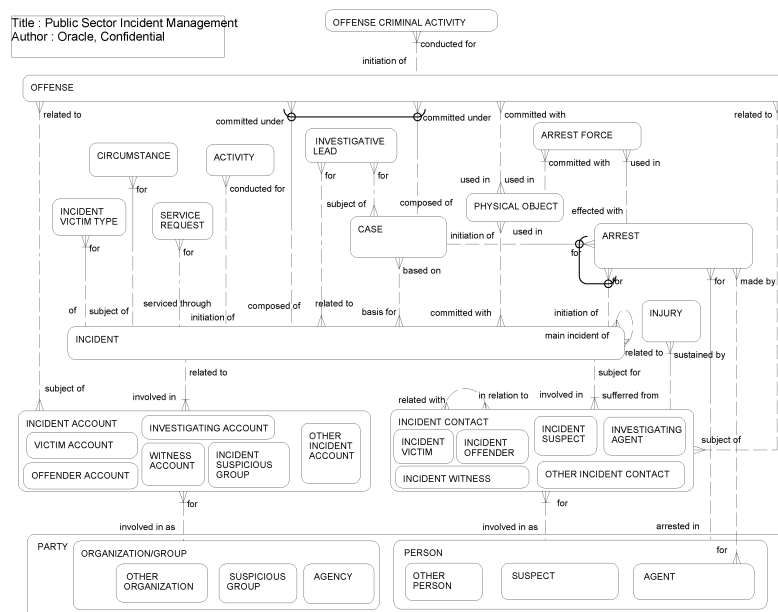 Title : Public Sector Incident Management
Author : Oracle, Confidential
OFFENSE CRIMINAL ACTIVITY
conducted for
initiation of
OFFENSE
related to
committed under
committed under
committed with
related to
CIRCUMSTANCE
ACTIVITY
INVESTIGATIVE
LEAD
ARREST FORCE
for
conducted for
for
for
committed with
used in
used in
used in
INCIDENT
VICTIM TYPE
SERVICE
REQUEST
subject of
composed of
PHYSICAL OBJECT
effected with
for
for
CASE
initiation of
used in
for
ARREST
based on
for
for
made by
of
subject of
serviced through
initiation of
composed of
related to
basis for
committed with
initiation of
INJURY
INCIDENT
main incident of
related to
sustained by
related to
subject for
subject of
involved in
related with
in relation to
involved in
sufferred from
INCIDENT ACCOUNT
VICTIM ACCOUNT
OFFENDER ACCOUNT
INVESTIGATING ACCOUNT
WITNESS
ACCOUNT
INCIDENT
SUSPICIOUS
GROUP
OTHER
INCIDENT
ACCOUNT
INCIDENT CONTACT
INCIDENT
VICTIM
INCIDENT
OFFENDER
INCIDENT
SUSPECT
INVESTIGATING
AGENT
INCIDENT WITNESS
OTHER INCIDENT CONTACT
subject of
for
for
involved in as
involved in as
arrested in
PARTY
ORGANIZATION/GROUP
OTHER
ORGANIZATION
SUSPICIOUS
GROUP
AGENCY
PERSON
OTHER
PERSON
SUSPECT
for
AGENT